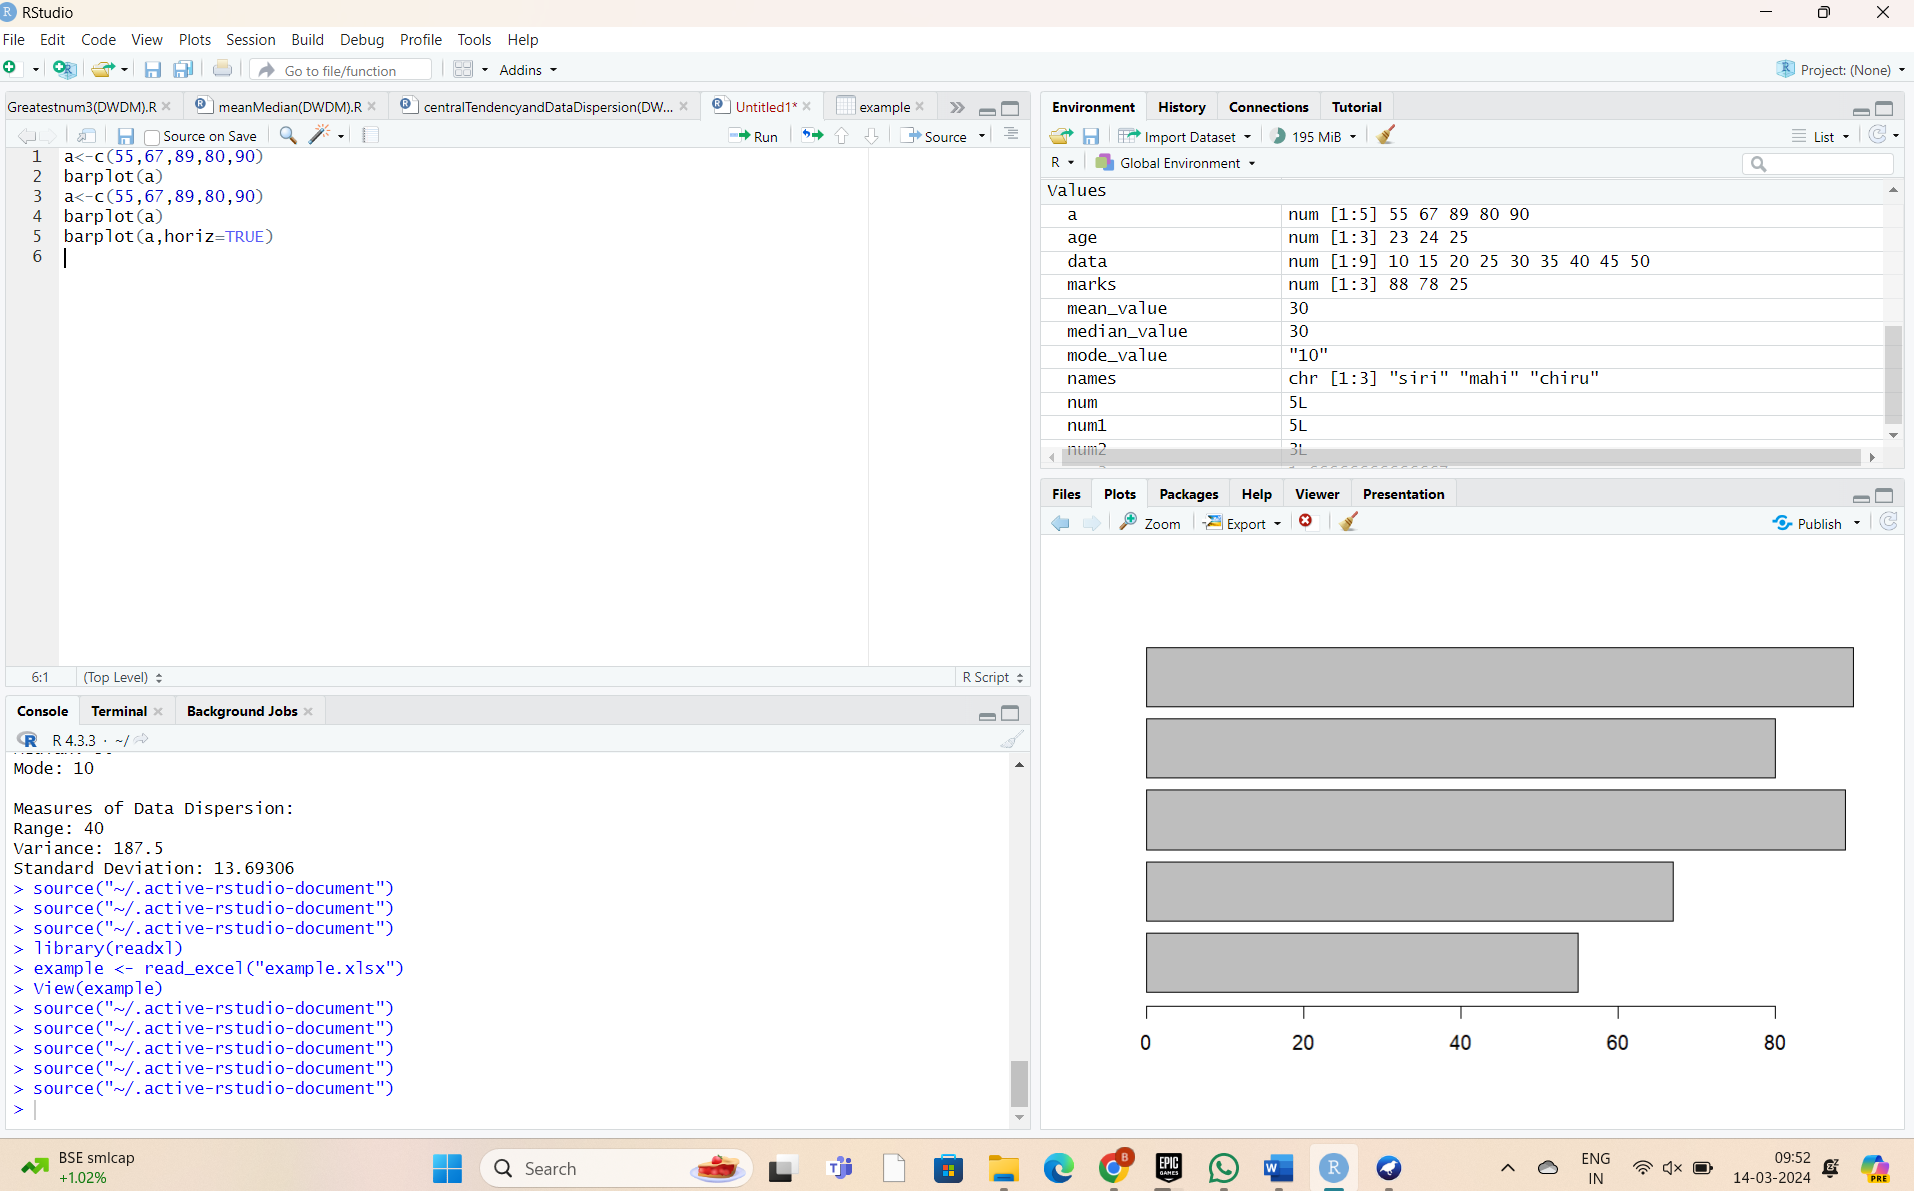 RStudio
File Edit Code View Plots Session Build Debug Profile Tools Help
Go to file/function Addins Project: (None)
Greatestnum3(DWDM).R meanMedian(DWDM).R centralTendencyandDataDispersion(DW... Untitled1* example
Source on Save Run Source
1 a<-c(55,67,89,80,90)
2 barplot(a)
3 a<-c(55,67,89,80,90)
4 barplot(a)
5 barplot(a,horiz=TRUE)
6
6:1 (Top Level) R Script
Console Terminal Background Jobs
R 4.3.3 · ~/
Mode: 10
Measures of Data Dispersion:
Range: 40
Variance: 187.5
Standard Deviation: 13.69306
> source("~/.active-rstudio-document")
> source("~/.active-rstudio-document")
> source("~/.active-rstudio-document")
> library(readxl)
> example <- read_excel("example.xlsx")
> View(example)
> source("~/.active-rstudio-document")
> source("~/.active-rstudio-document")
> source("~/.active-rstudio-document")
> source("~/.active-rstudio-document")
> source("~/.active-rstudio-document")
>
Environment History Connections Tutorial
Import Dataset 195 MiB List
R Global Environment
Values
a num [1:5] 55 67 89 80 90
age num [1:3] 23 24 25
data num [1:9] 10 15 20 25 30 35 40 45 50
marks num [1:3] 88 78 25
mean_value 30
median_value 30
mode_value "10"
names chr [1:3] "siri" "mahi" "chiru"
num 5L
num1 5L
num2 3L
Files Plots Packages Help Viewer Presentation
Zoom Export Publish
0 20 40 60 80
BSE smlcap
+1.02%
Search
EPIC GAMES
ENG
IN
09:52
14-03-2024
PRE